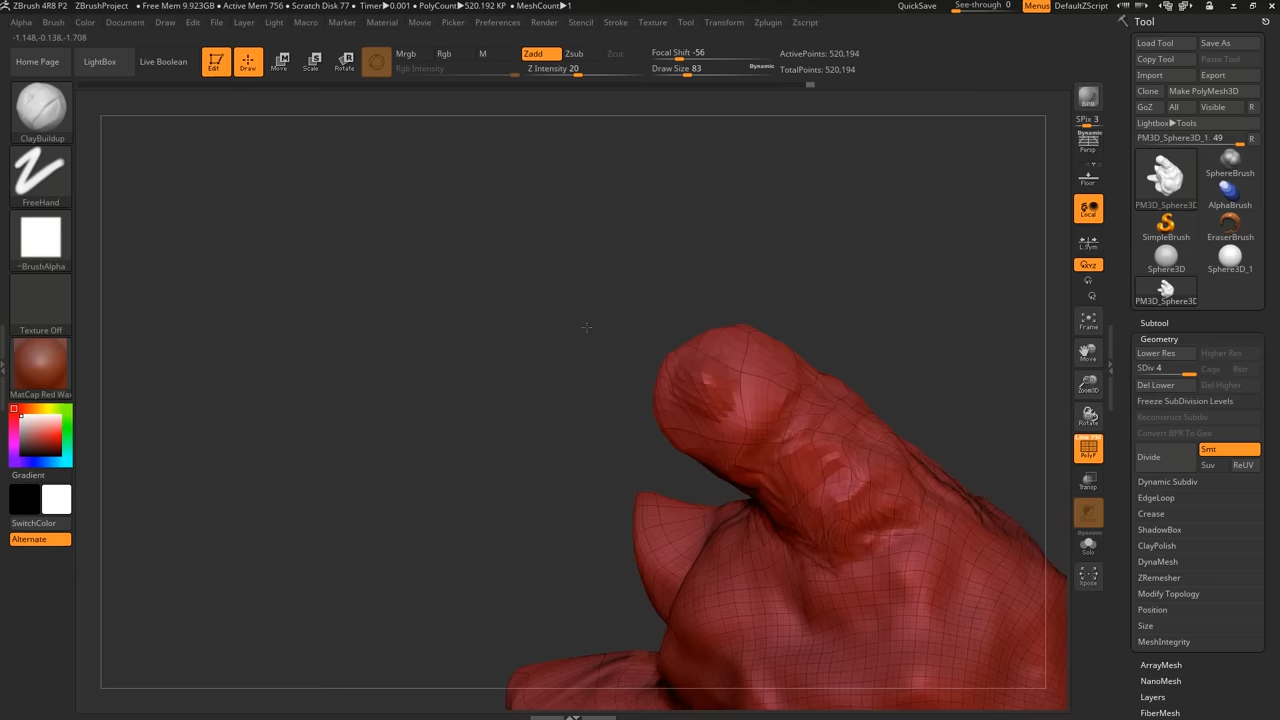 ZBrush 4R8 P2 ZBrushProject • Free Mem 9.923GB • Active Mem 756 • Scratch Disk 77 • Timer▶0.001 • PolyCount▶520.192 KP • MeshCount▶1 QuickSave See-through 0 Menus DefaultZScript
Alpha Brush Color Document Draw Edit File Layer Light Macro Marker Material Movie Picker Preferences Render Stencil Stroke Texture Tool Transform Zplugin Zscript
-1.148,-0.138,-1.708
Home Page LightBox Live Boolean Edit Draw Move Scale Rotate
Mrgb Rgb M Zadd Zsub Zcut
Rgb Intensity Z Intensity 20
Focal Shift -56 ActivePoints: 520,194
Draw Size 83 Dynamic TotalPoints: 520,194
ClayBuildup
FreeHand
~BrushAlpha
Texture Off
MatCap Red Wax
Gradient
SwitchColor
Alternate
BPR
SPix 3
Dynamic
Persp
Floor
Local
L.Sym
XYZ
Frame
Move
Zoom3D
Rotate
Line Fill
PolyF
Transp
Dynamic
Solo
Xpose
Tool
Load Tool Save As
Copy Tool Paste Tool
Import Export
Clone Make PolyMesh3D
GoZ All Visible R
Lightbox▶Tools
PM3D_Sphere3D_1. 49 R
SphereBrush
PM3D_Sphere3D AlphaBrush
SimpleBrush EraserBrush
Sphere3D Sphere3D_1
PM3D_Sphere3D
Subtool
Geometry
Lower Res Higher Res
SDiv 4 Cage Rstr
Del Lower Del Higher
Freeze SubDivision Levels
Reconstruct Subdiv
Convert BPR To Geo
Divide Smt
Suv ReUV
Dynamic Subdiv
EdgeLoop
Crease
ShadowBox
ClayPolish
DynaMesh
ZRemesher
Modify Topology
Position
Size
MeshIntegrity
ArrayMesh
NanoMesh
Layers
FiberMesh